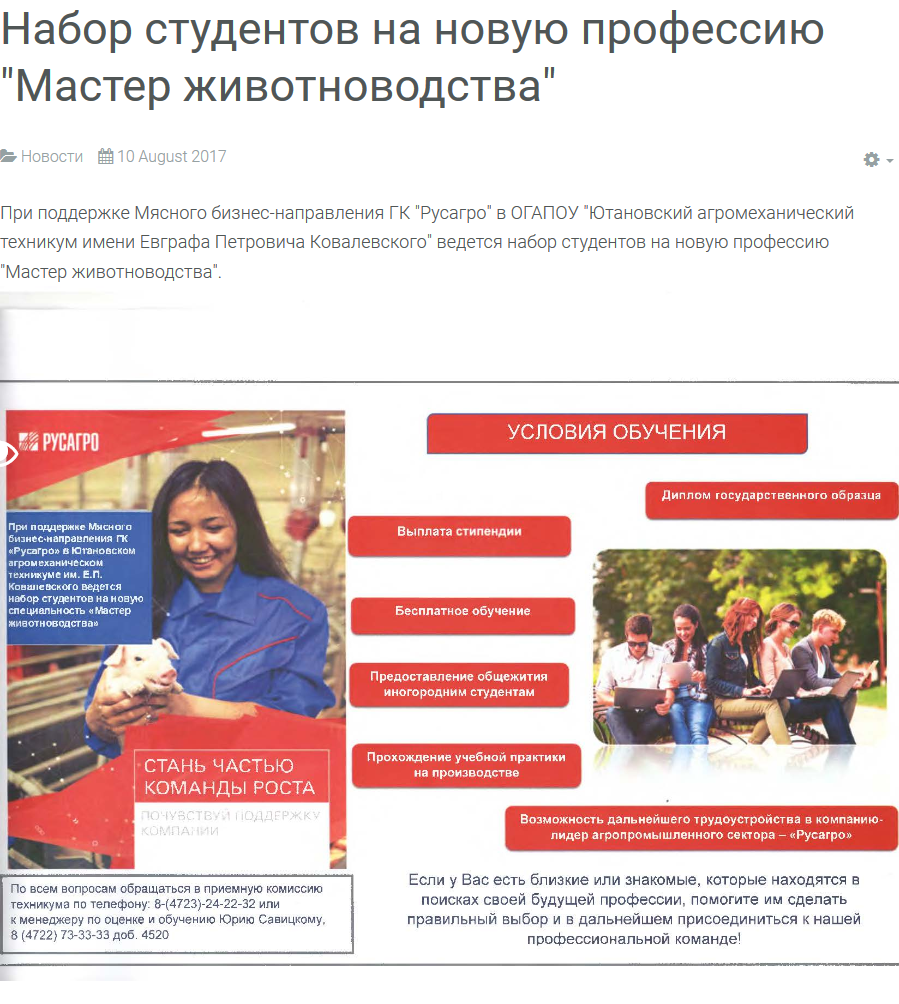 Набор студентов на новую профессию
"Мастер животноводства"
Новости 10 August 2017
При поддержке Мясного бизнес-направления ГК "Русагро" в ОГАПОУ "Ютановский агромеханический
техникум имени Евграфа Петровича Ковалевского" ведется набор студентов на новую профессию
"Мастер животноводства".
РУСАГРО
При поддержке Мясного
бизнес-направления ГК
«Русагро» в Ютановском
агромеханическом
техникуме им. Е.П.
Ковалевского ведется
набор студентов на новую
специальность «Мастер
животноводства»
СТАНЬ ЧАСТЬЮ
КОМАНДЫ РОСТА
ПОЧУВСТВУЙ ПОДДЕРЖКУ
КОМПАНИИ
По всем вопросам обращаться в приемную комиссию
техникума по телефону: 8-(4723)-24-22-32 или
к менеджеру по оценке и обучению Юрию Савицкому,
8 (4722) 73-33-33 доб. 4520
УСЛОВИЯ ОБУЧЕНИЯ
Диплом государственного образца
Выплата стипендии
Бесплатное обучение
Предоставление общежития
иногородним студентам
Прохождение учебной практики
на производстве
Возможность дальнейшего трудоустройства в компанию-
лидер агропромышленного сектора – «Русагро»
Если у Вас есть близкие или знакомые, которые находятся в
поисках своей будущей профессии, помогите им сделать
правильный выбор и в дальнейшем присоединиться к нашей
профессиональной команде!